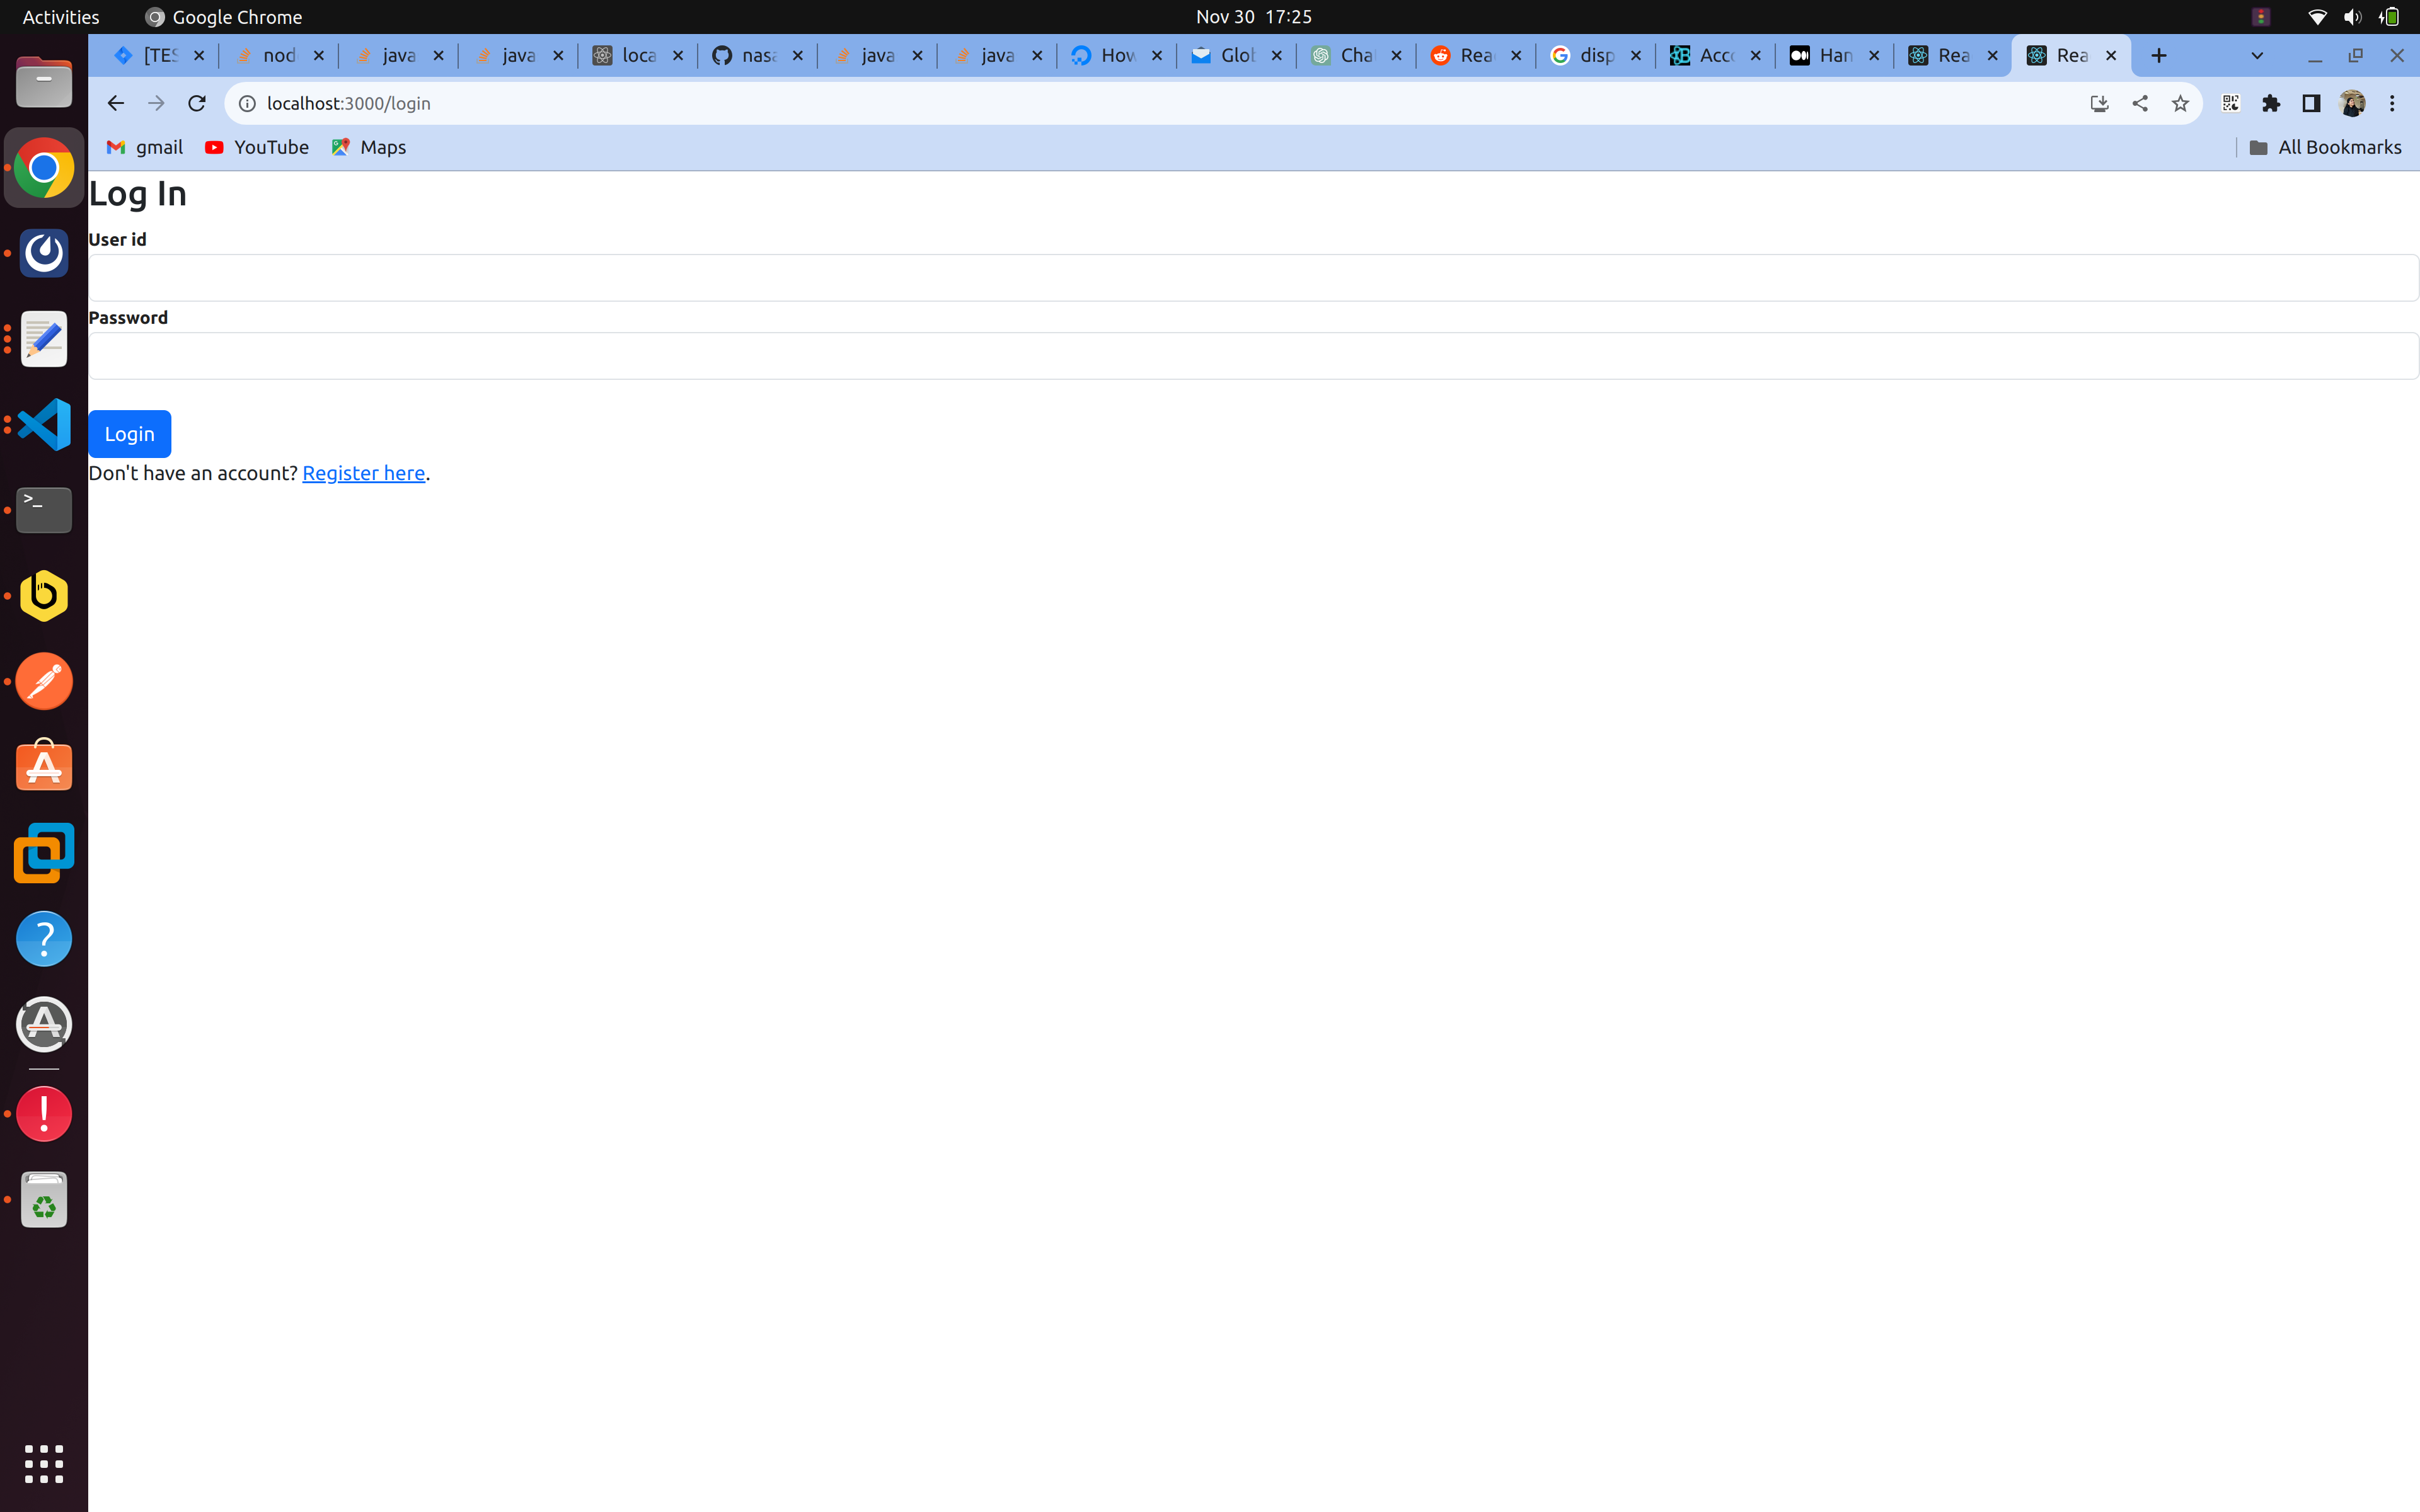 Activities Google Chrome Nov 30 17:25
[TES nod java java loca nasa java java How Glob Cha Rea disp Acco Han Rea Rea
localhost:3000/login
gmail YouTube Maps All Bookmarks
Log In
User id
Password
Login
Don't have an account? Register here.